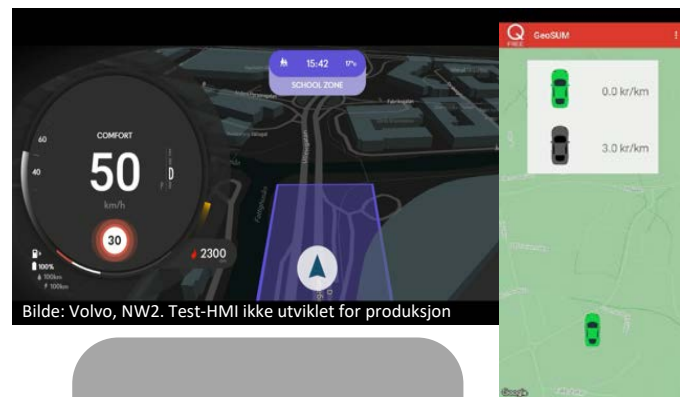 60
COMFORT
40
50
D
km/h
30
100%
100km
100km
2300
15:42
SCHOOL ZONE
Bilde: Volvo, NW2. Test-HMI ikke utviklet for produksjon
Q
FREE
GeoSUM
0.0 kr/km
3.0 kr/km
Google